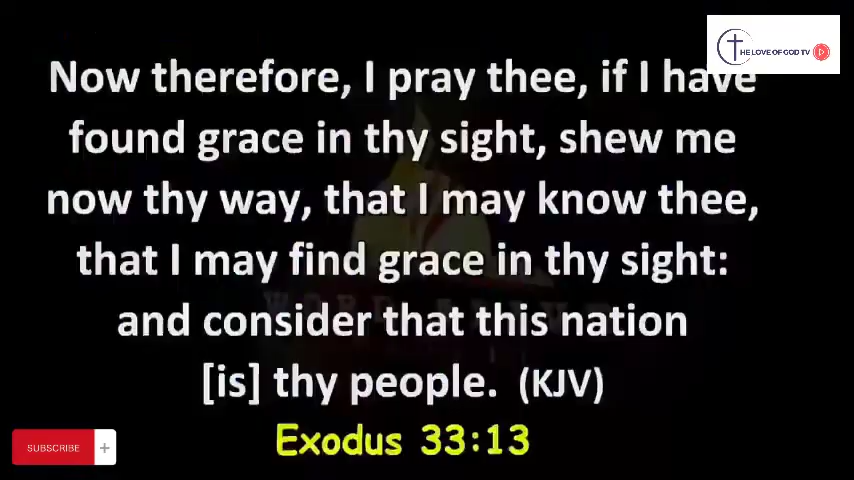 THE LOVE OF GOD TV
Now therefore, I pray thee, if I have
found grace in thy sight, shew me
now thy way, that I may know thee,
that I may find grace in thy sight:
and consider that this nation
[is] thy people. (KJV)
Exodus 33:13
SUBSCRIBE +